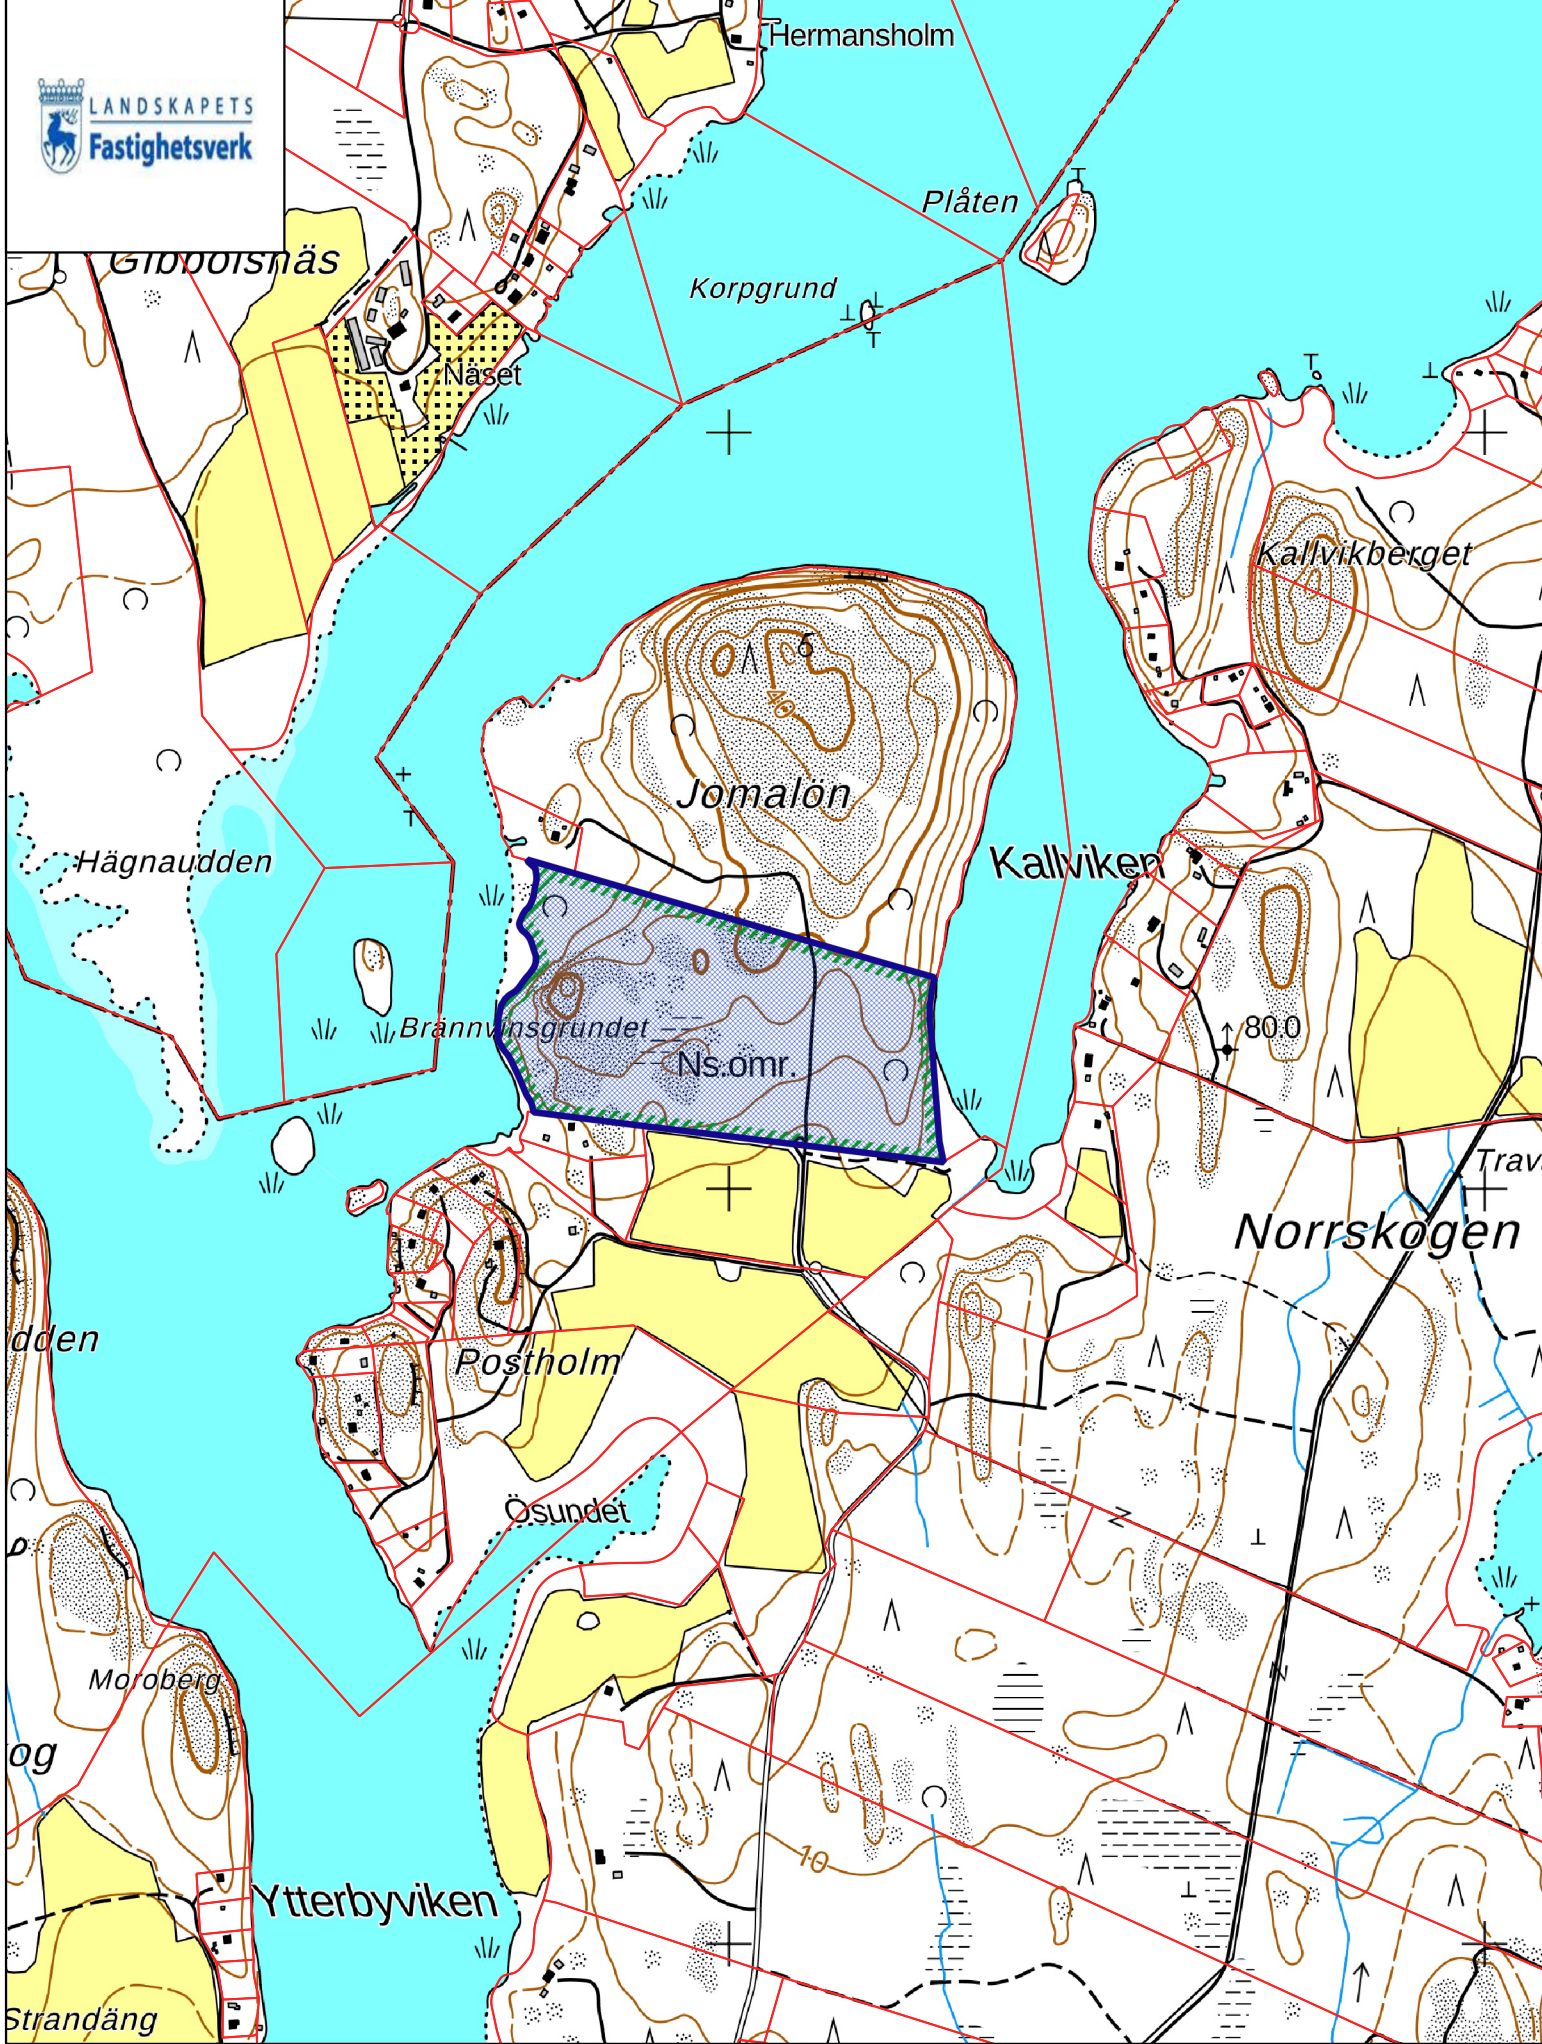 Hermansholm
LANDSKAPETS
Fastighetsverk
Plåten
Gibbolsnäs
Korpgrund
Näset
Kallvikberget
5
40
Jomalön
Hägnaudden
Kallviken
Brännvinsgrundet
80.0
Ns.omr.
Norrskogen
dden
Postholm
Ösundet
Moroberg
og
10
Ytterbyviken
Strandäng